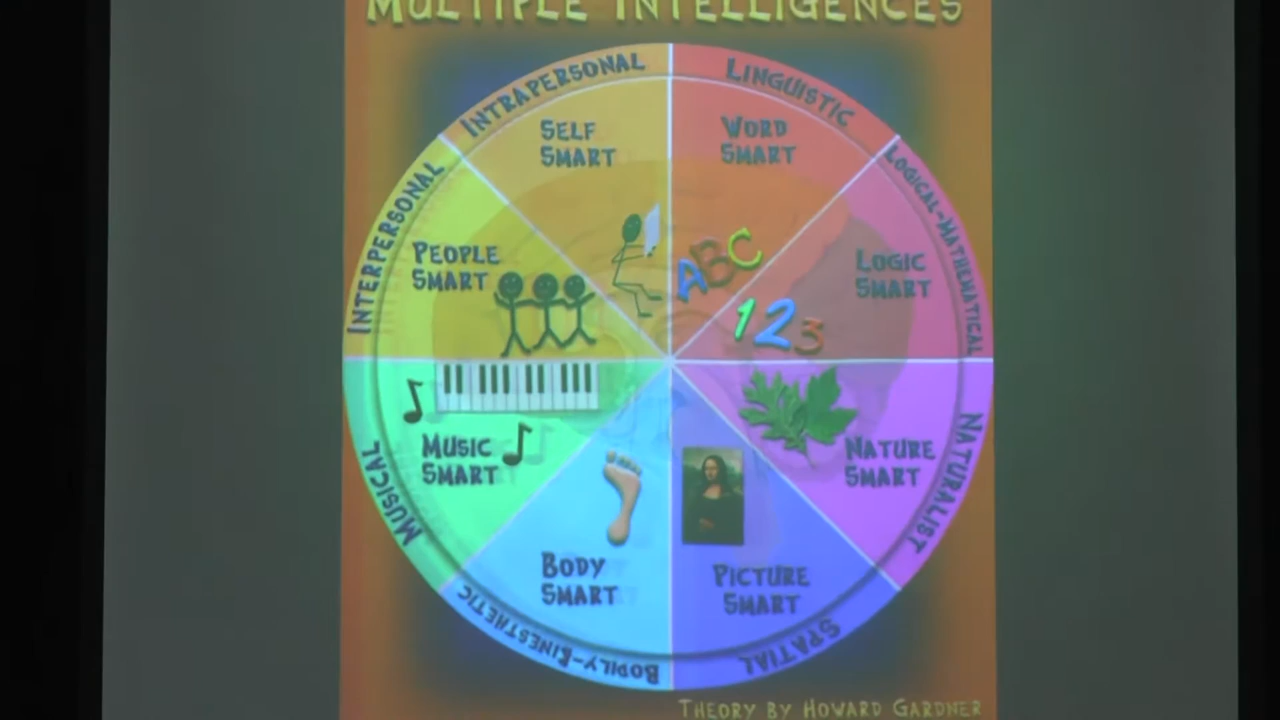 MULTIPLE INTELLIGENCES
INTRAPERSONAL
LINGUISTIC
SELF
SMART
WORD
SMART
LOGICAL-MATHEMATICAL
INTERPERSONAL
PEOPLE
SMART
LOGIC
SMART
ABC
123
MUSIC
SMART
NATURE
SMART
MUSICAL
NATURALIST
BODY
SMART
PICTURE
SMART
BODILY-KINESTHETIC
SPATIAL
THEORY BY HOWARD GARDNER